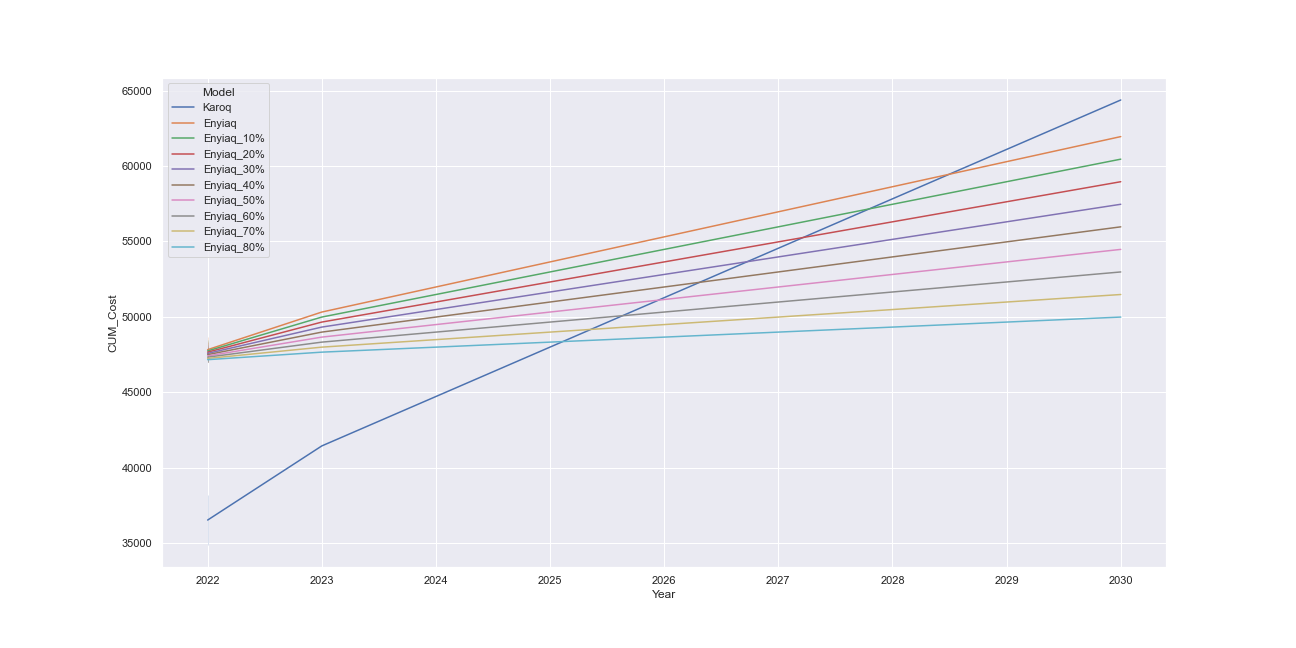 Model
Karoq
Enyiaq
Enyiaq_10%
Enyiaq_20%
Enyiaq_30%
Enyiaq_40%
Enyiaq_50%
Enyiaq_60%
Enyiaq_70%
Enyiaq_80%
65000
60000
55000
50000
45000
40000
35000
CUM_Cost
2022 2023 2024 2025 2026 2027 2028 2029 2030
Year